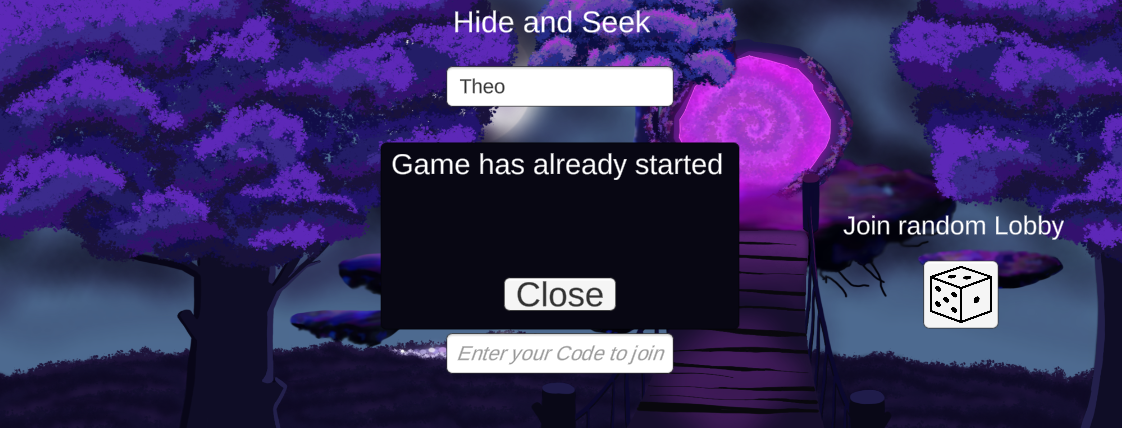 Hide and Seek
Theo
Game has already started
Join random Lobby
Close
Enter your Code to join